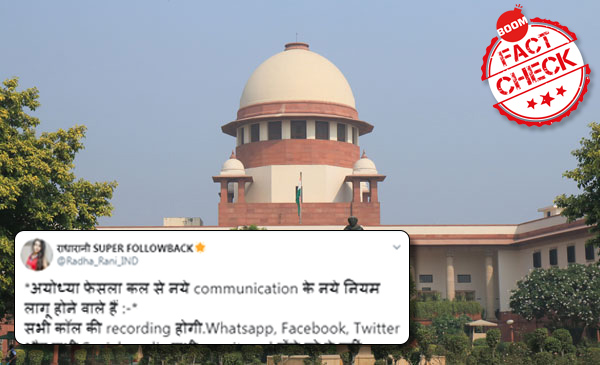 BOOM
FACT
CHECK
राधारानी SUPER FOLLOWBACK
@Radha_Rani_IND
*अयोध्या फेसला कल से नये communication के नये नियम
लागू होने वाले हैं :-*
सभी कॉल की recording होगी.Whatsapp, Facebook, Twitter